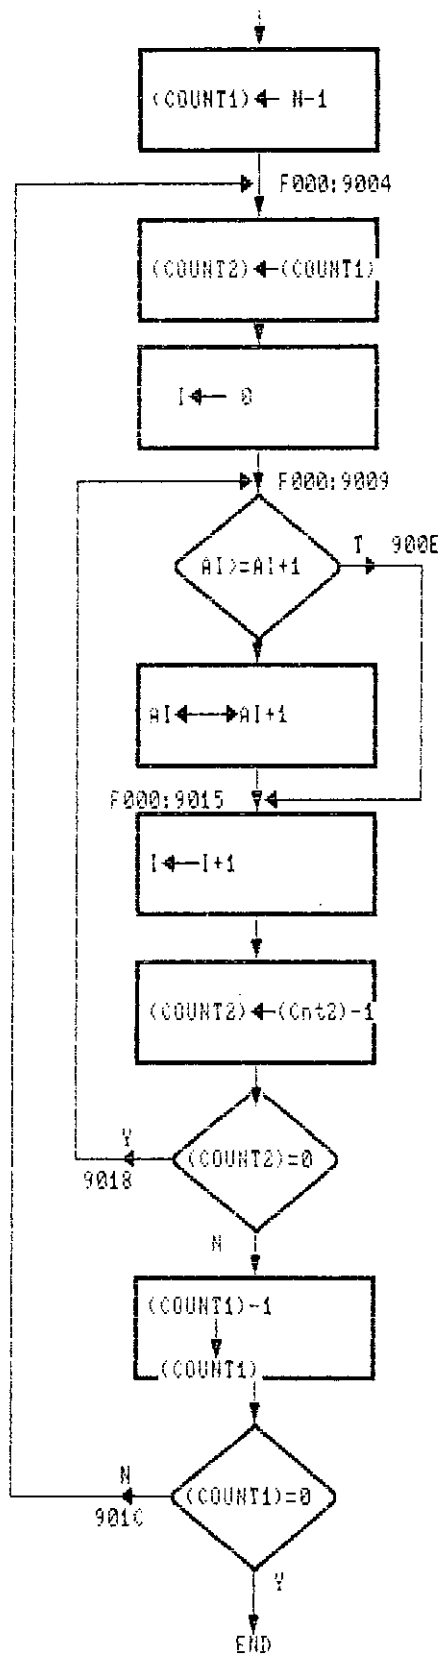 (COUNT1)← N-1
F000:9004
(COUNT2)←(COUNT1)
I← 0
F000:9009
AI>=AI+1
T 900E
AI↔AI+1
F000:9015
I←I+1
(COUNT2)←(Cnt2)-1
(COUNT2)=0
Y
9018
N
(COUNT1)-1
(COUNT1)
(COUNT1)=0
N
901C
Y
END